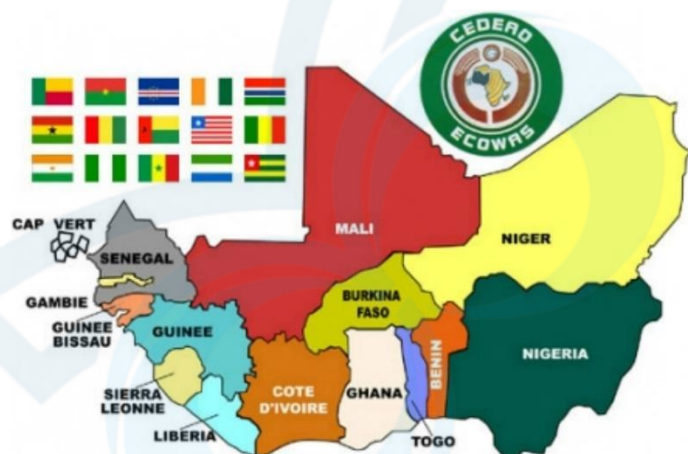 CEDEAO
ECOWAS
MALI
NIGER
CAP VERT
SENEGAL
GAMBIE
GUINEE
BISSAU
GUINEE
BURKINA
FASO
NIGERIA
BENIN
GHANA
COTE
D'IVOIRE
SIERRA
LEONNE
LIBERIA
TOGO